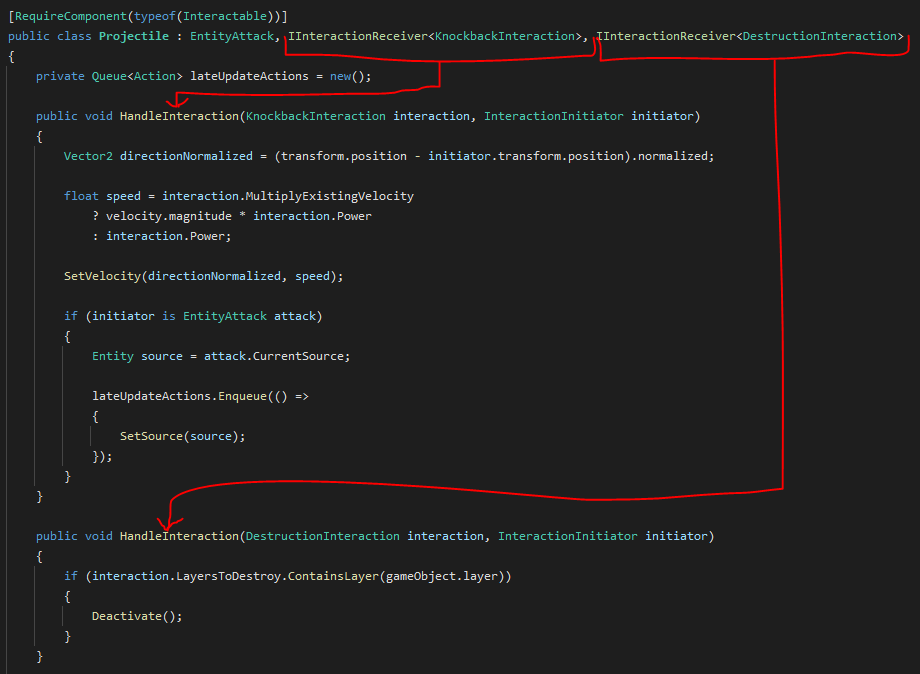 [RequireComponent(typeof(Interactable))]
public class Projectile : EntityAttack, IInteractionReceiver<KnockbackInteraction>, IInteractionReceiver<DestructionInteraction>
{
private Queue<Action> lateUpdateActions = new();
public void HandleInteraction(KnockbackInteraction interaction, InteractionInitiator initiator)
{
Vector2 directionNormalized = (transform.position - initiator.transform.position).normalized;
float speed = interaction.MultiplyExistingVelocity
? velocity.magnitude * interaction.Power
: interaction.Power;
SetVelocity(directionNormalized, speed);
if (initiator is EntityAttack attack)
{
Entity source = attack.CurrentSource;
lateUpdateActions.Enqueue(() =>
{
SetSource(source);
});
}
}
public void HandleInteraction(DestructionInteraction interaction, InteractionInitiator initiator)
{
if (interaction.LayersToDestroy.ContainsLayer(gameObject.layer))
{
Deactivate();
}
}